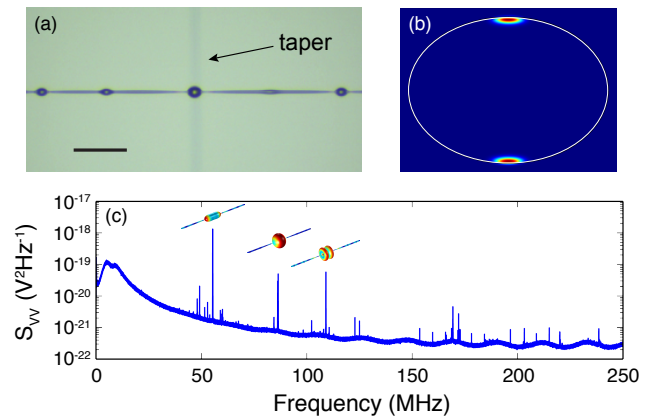 (a)
taper
(b)
(c)
10⁻¹⁷
10⁻¹⁸
10⁻¹⁹
10⁻²⁰
10⁻²¹
10⁻²²
S_VV (V²Hz⁻¹)
0 50 100 150 200 250
Frequency (MHz)